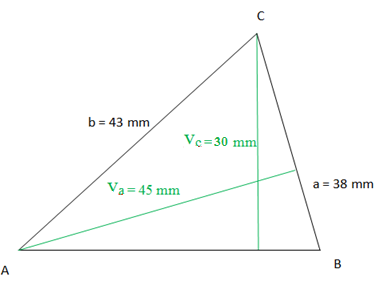 C
b = 43 mm
Vc = 30 mm
Va = 45 mm
a = 38 mm
A
B